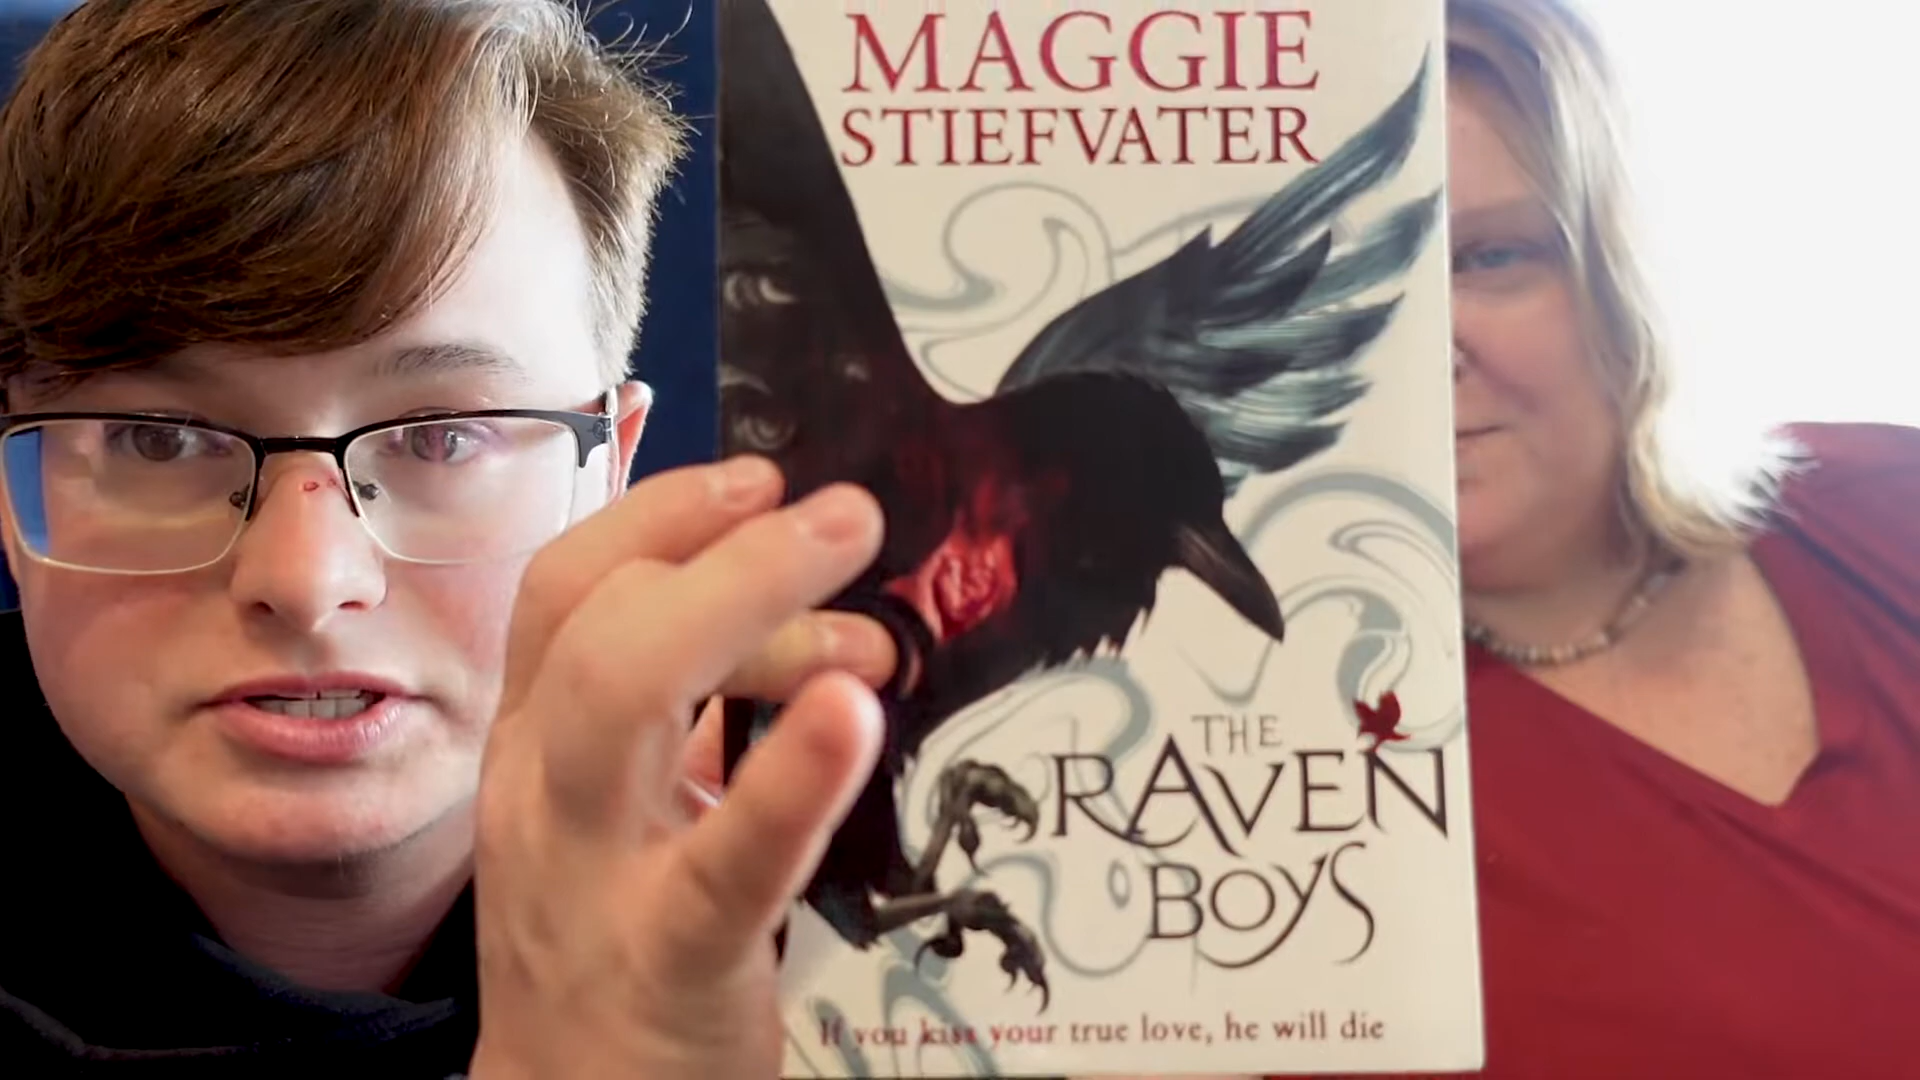 MAGGIE
STIEFVATER
THE
RAVEN
BOYS
If you kiss your true love, he will die